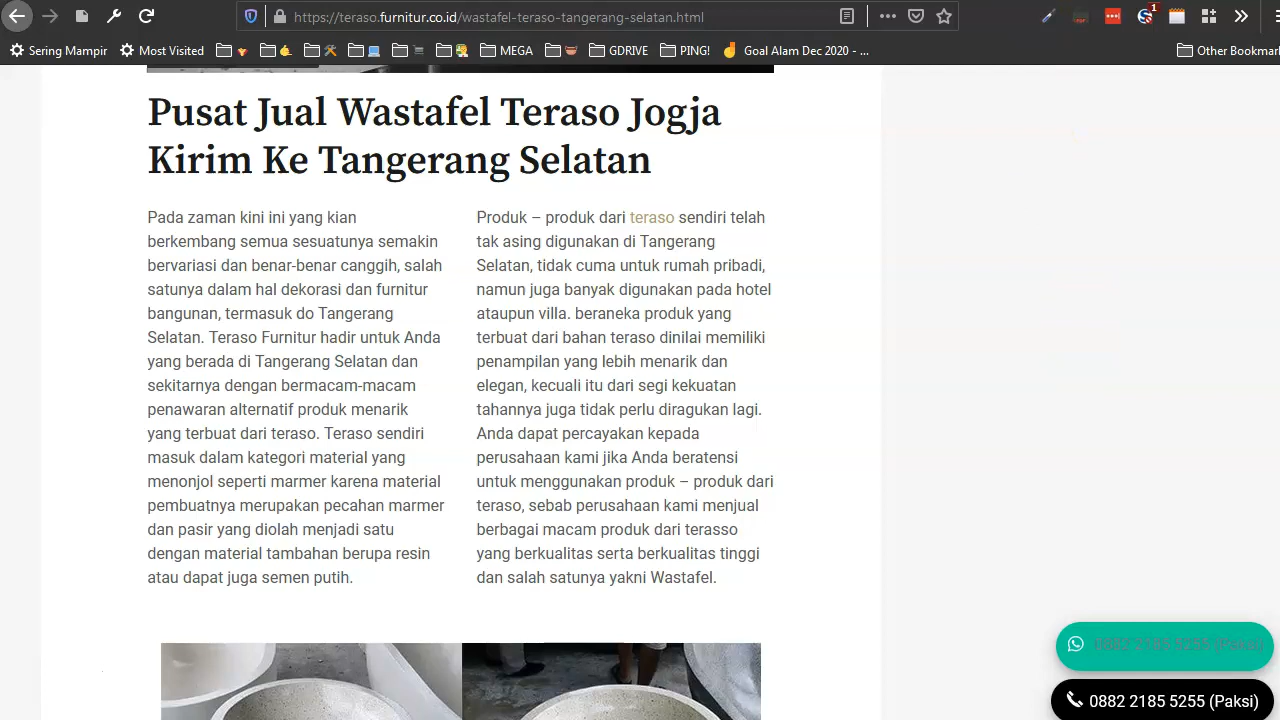 https://teraso.furnitur.co.id/wastafel-teraso-tangerang-selatan.html
1
Sering Mampir
Most Visited
MEGA
GDRIVE
PING!
Goal Alam Dec 2020 - ...
Other Bookmar
Pusat Jual Wastafel Teraso Jogja
Kirim Ke Tangerang Selatan
Pada zaman kini ini yang kian
berkembang semua sesuatunya semakin
bervariasi dan benar-benar canggih, salah
satunya dalam hal dekorasi dan furnitur
bangunan, termasuk do Tangerang
Selatan. Teraso Furnitur hadir untuk Anda
yang berada di Tangerang Selatan dan
sekitarnya dengan bermacam-macam
penawaran alternatif produk menarik
yang terbuat dari teraso. Teraso sendiri
masuk dalam kategori material yang
menonjol seperti marmer karena material
pembuatnya merupakan pecahan marmer
dan pasir yang diolah menjadi satu
dengan material tambahan berupa resin
atau dapat juga semen putih.
Produk – produk dari teraso sendiri telah
tak asing digunakan di Tangerang
Selatan, tidak cuma untuk rumah pribadi,
namun juga banyak digunakan pada hotel
ataupun villa. beraneka produk yang
terbuat dari bahan teraso dinilai memiliki
penampilan yang lebih menarik dan
elegan, kecuali itu dari segi kekuatan
tahannya juga tidak perlu diragukan lagi.
Anda dapat percayakan kepada
perusahaan kami jika Anda beratensi
untuk menggunakan produk – produk dari
teraso, sebab perusahaan kami menjual
berbagai macam produk dari terasso
yang berkualitas serta berkualitas tinggi
dan salah satunya yakni Wastafel.
0882 2185 5255 (Paksi)
0882 2185 5255 (Paksi)